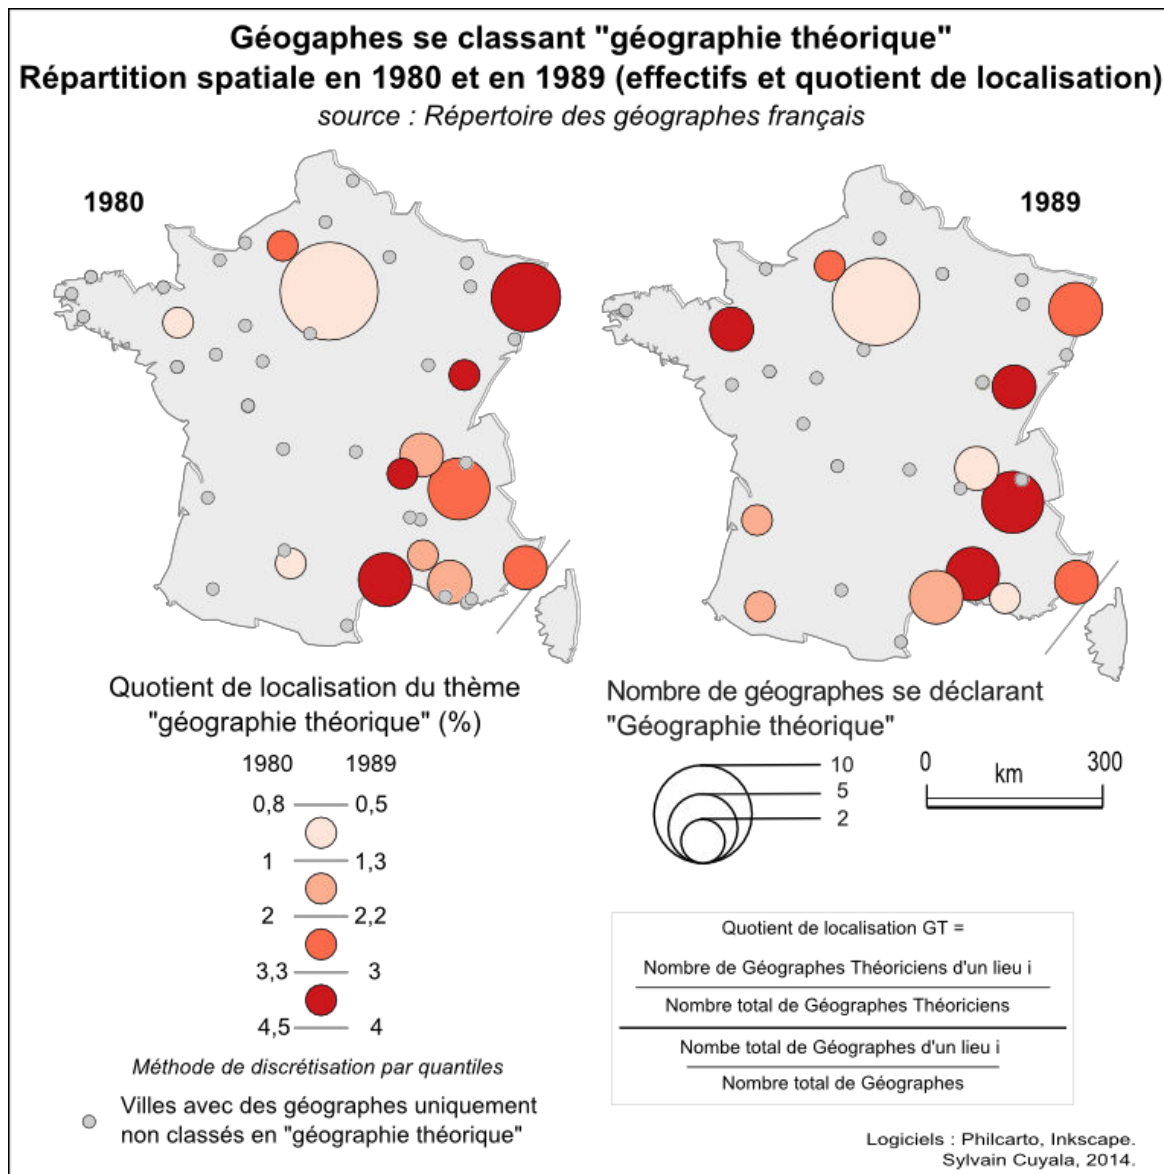 Géogaphes se classant "géographie théorique"
Répartition spatiale en 1980 et en 1989 (effectifs et quotient de localisation)
source : Répertoire des géographes français
1980
1989
Quotient de localisation du thème
"géographie théorique" (%)
1980 1989
0,8 0,5
1 1,3
2 2,2
3,3 3
4,5 4
Méthode de discrétisation par quantiles
Villes avec des géographes uniquement
non classés en "géographie théorique"
Nombre de géographes se déclarant
"Géographie théorique"
10
5
2
0 km 300
Quotient de localisation GT =
Nombre de Géographes Théoriciens d'un lieu i
Nombre total de Géographes Théoriciens
Nombe total de Géographes d'un lieu i
Nombre total de Géographes
Logiciels : Philcarto, Inkscape.
Sylvain Cuyala, 2014.